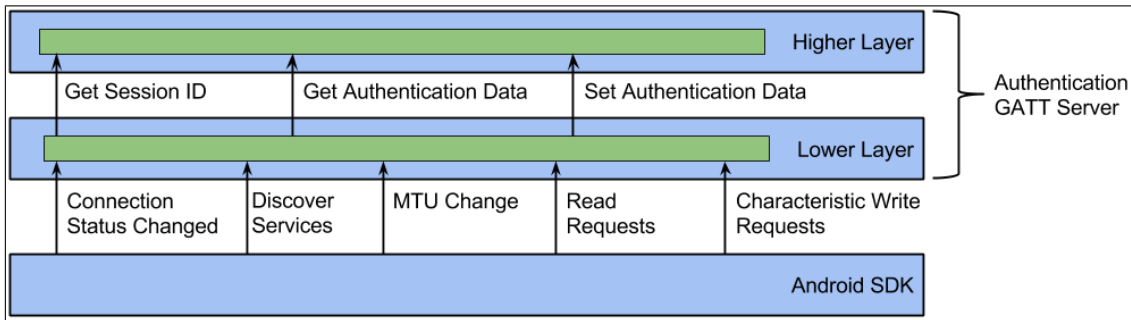 Higher Layer
Get Session ID
Get Authentication Data
Set Authentication Data
Authentication
GATT Server
Lower Layer
Connection
Status Changed
Discover
Services
MTU Change
Read
Requests
Characteristic Write
Requests
Android SDK